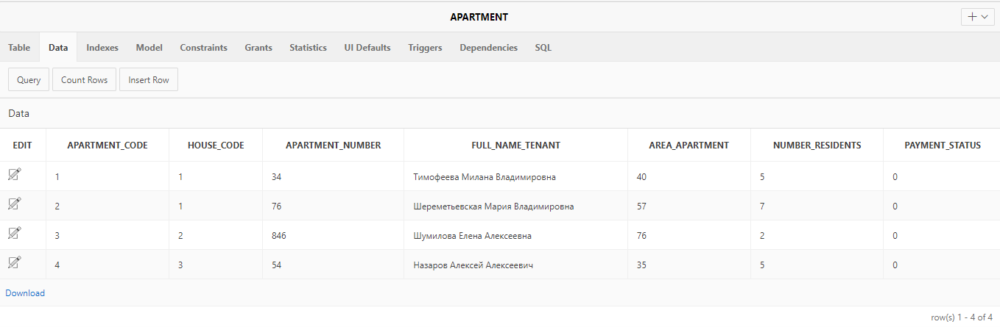 APARTMENT
Table Data Indexes Model Constraints Grants Statistics UI Defaults Triggers Dependencies SQL
Query Count Rows Insert Row
Data
EDIT APARTMENT_CODE HOUSE_CODE APARTMENT_NUMBER FULL_NAME_TENANT AREA_APARTMENT NUMBER_RESIDENTS PAYMENT_STATUS
1 1 34 Тимофеева Милана Владимировна 40 5 0
2 1 76 Шереметьевская Мария Владимировна 57 7 0
3 2 846 Шумилова Елена Алексеевна 76 2 0
4 3 54 Назаров Алексей Алексеевич 35 5 0
Download
row(s) 1 - 4 of 4